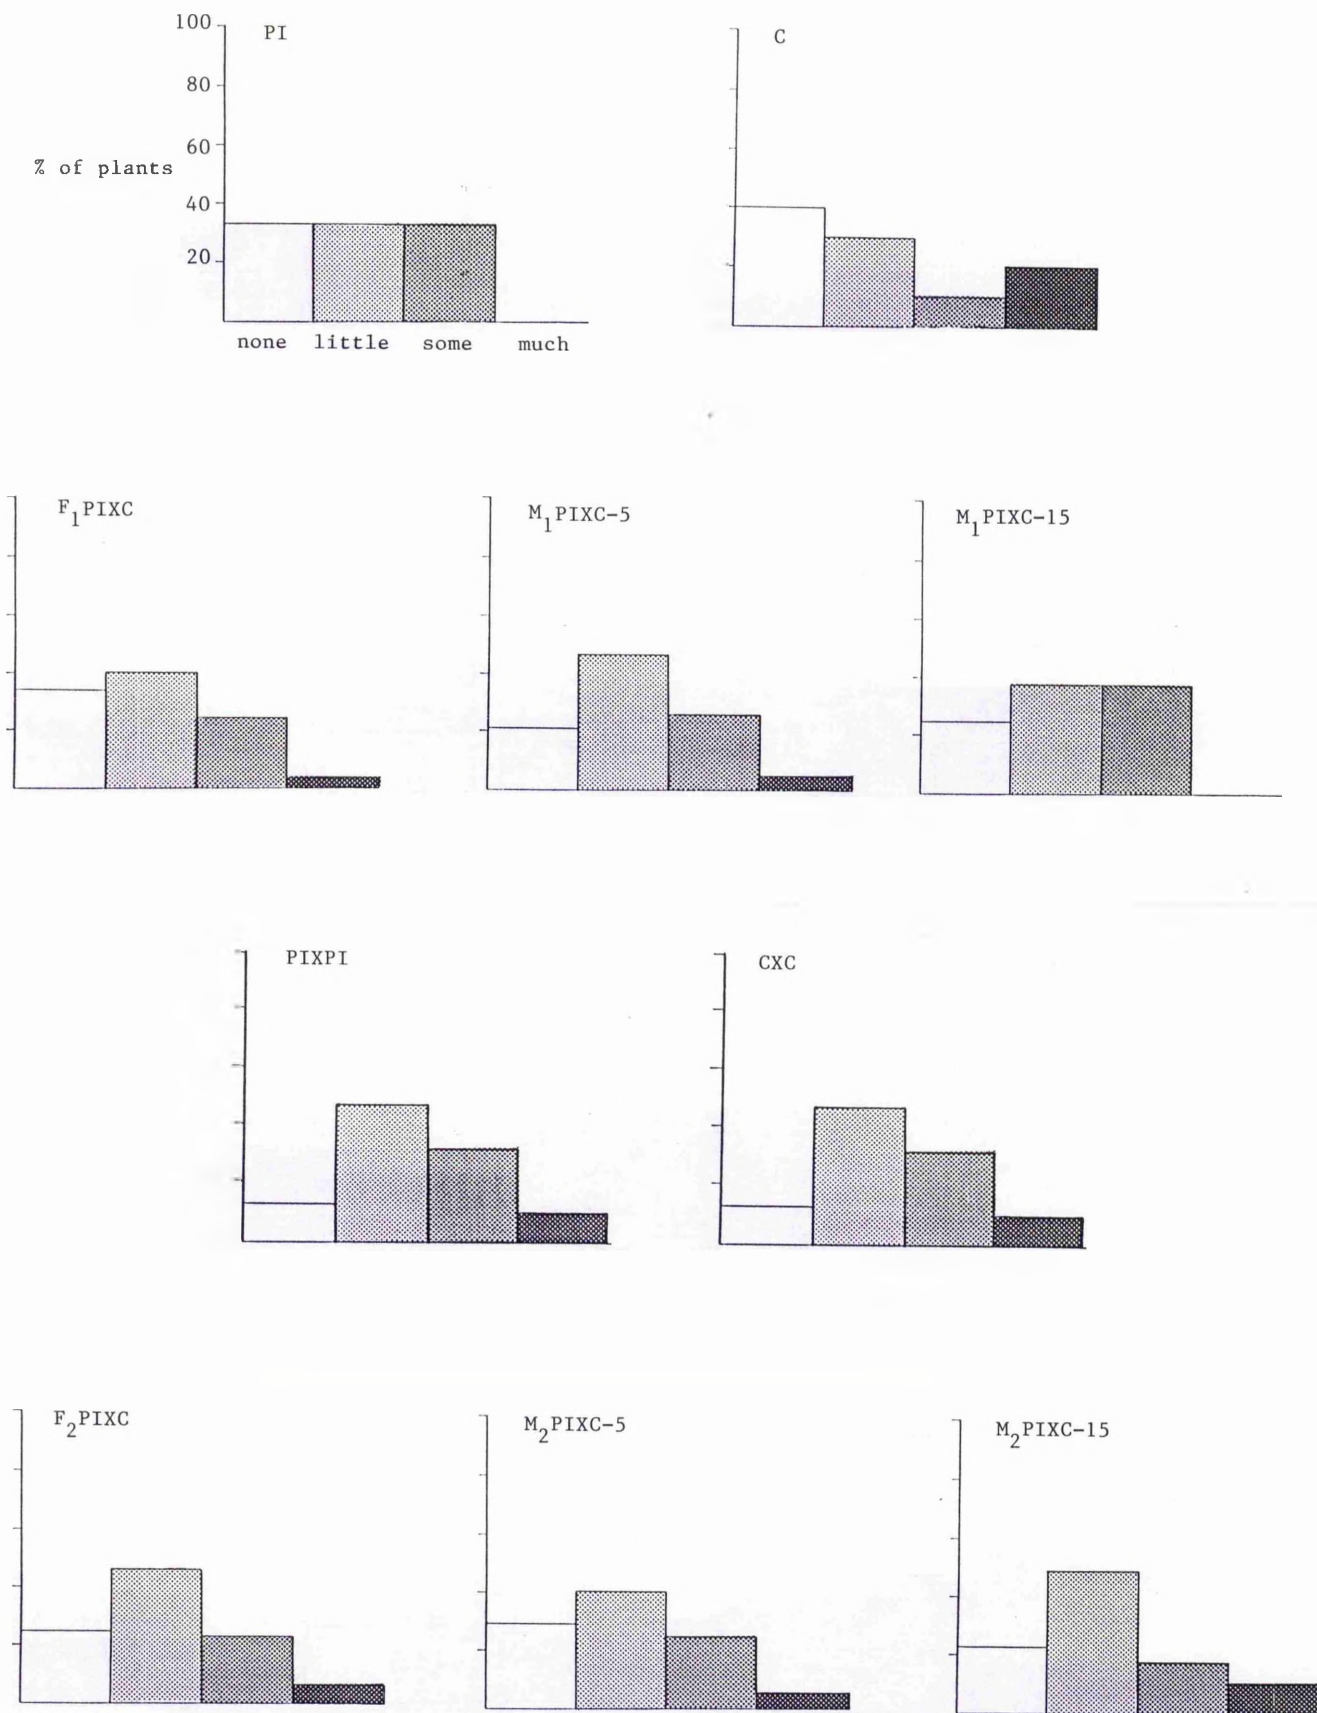 100
PI
C
80
60
% of plants
40
20
none little some much
F₁PIXC
M₁PIXC-5
M₁PIXC-15
PIXPI
CXC
F₂PIXC
M₂PIXC-5
M₂PIXC-15